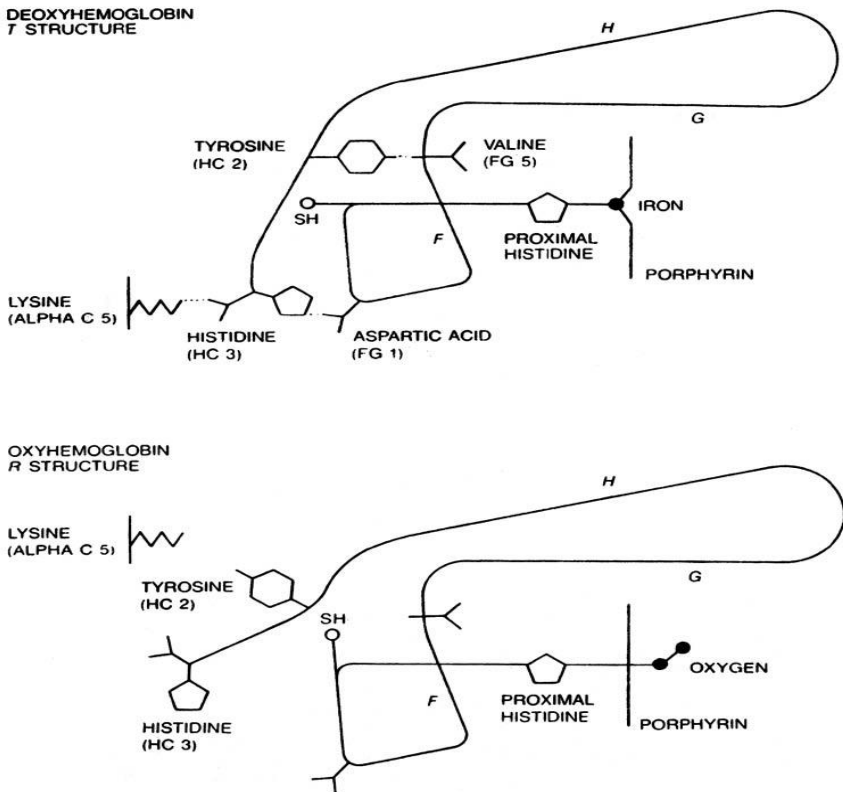 DEOXYHEMOGLOBIN
T STRUCTURE
H
G
TYROSINE
(HC 2)
VALINE
(FG 5)
SH
F
PROXIMAL
HISTIDINE
IRON
PORPHYRIN
LYSINE
(ALPHA C 5)
HISTIDINE
(HC 3)
ASPARTIC ACID
(FG 1)
OXYHEMOGLOBIN
R STRUCTURE
H
LYSINE
(ALPHA C 5)
G
TYROSINE
(HC 2)
SH
OXYGEN
F
PROXIMAL
HISTIDINE
PORPHYRIN
HISTIDINE
(HC 3)